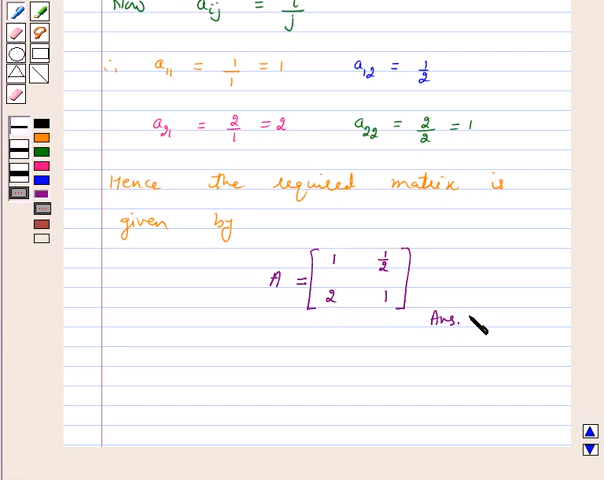 Now a_ij = i/j
∴ a_11 = 1/1 = 1 a_12 = 1/2
a_21 = 2/1 = 2 a_22 = 2/2 = 1
Hence the required matrix is
given by
A = [ 1 1/2
2 1 ]
Ans.